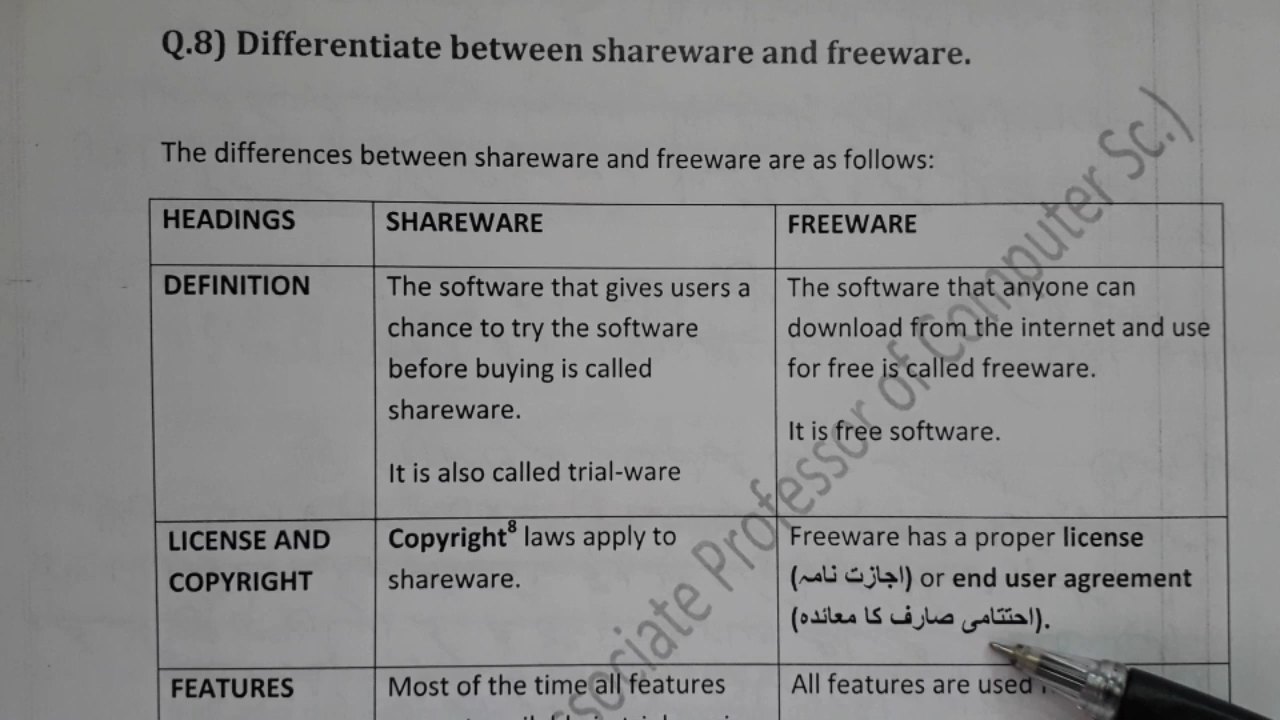 Q.8) Differentiate between shareware and freeware.
The differences between shareware and freeware are as follows:
HEADINGS
SHAREWARE
FREEWARE
DEFINITION
The software that gives users a
chance to try the software
before buying is called
shareware.
It is also called trial-ware
The software that anyone can
download from the internet and use
for free is called freeware.
It is free software.
LICENSE AND
COPYRIGHT
Copyright⁸ laws apply to
shareware.
Freeware has a proper license
(اجازت نامہ) or end user agreement
(احتتامی صارف کا معائدہ).
FEATURES
Most of the time all features
All features are used
ssociate Professor of Computer Sc.)